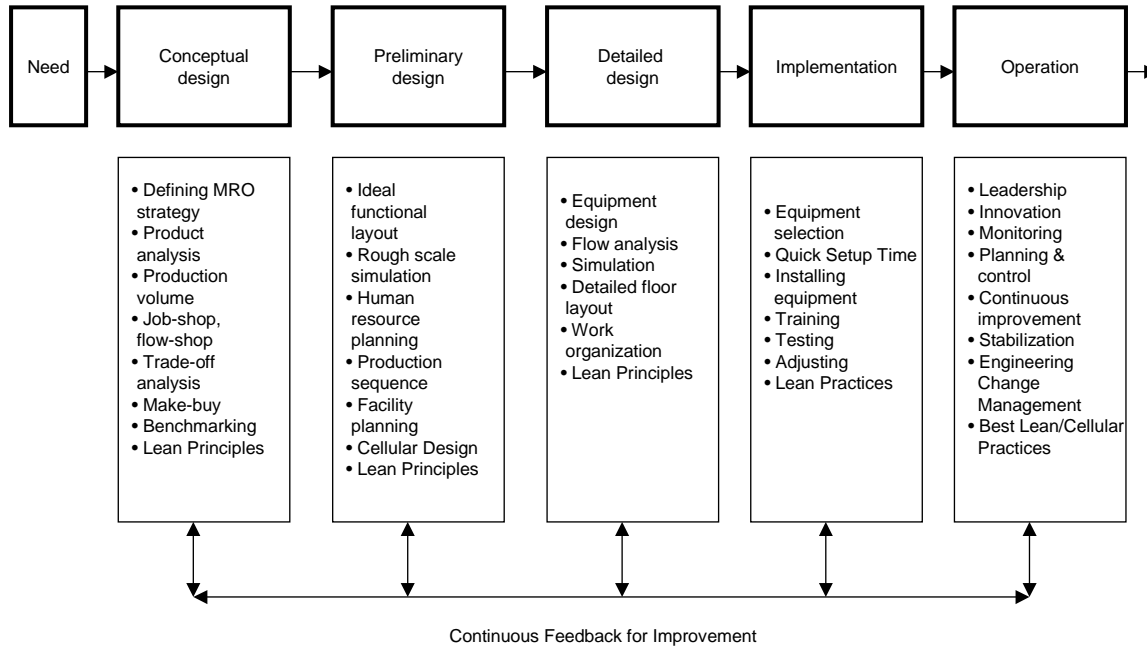 Need
Conceptual
design
Preliminary
design
Detailed
design
Implementation
Operation
• Defining MRO
strategy
• Product
analysis
• Production
volume
• Job-shop,
flow-shop
• Trade-off
analysis
• Make-buy
• Benchmarking
• Lean Principles
• Ideal
functional
layout
• Rough scale
simulation
• Human
resource
planning
• Production
sequence
• Facility
planning
• Cellular Design
• Lean Principles
• Equipment
design
• Flow analysis
• Simulation
• Detailed floor
layout
• Work
organization
• Lean Principles
• Equipment
selection
• Quick Setup Time
• Installing
equipment
• Training
• Testing
• Adjusting
• Lean Practices
• Leadership
• Innovation
• Monitoring
• Planning &
control
• Continuous
improvement
• Stabilization
• Engineering
Change
Management
• Best Lean/Cellular
Practices
Continuous Feedback for Improvement